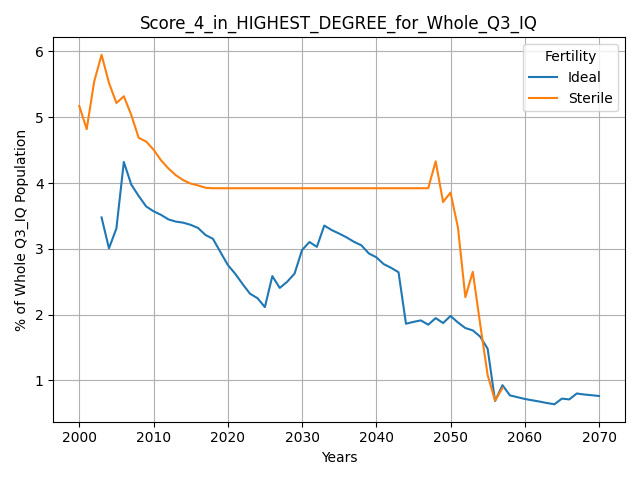 Score_4_in_HIGHEST_DEGREE_for_Whole_Q3_IQ
Fertility
Ideal
Sterile
% of Whole Q3_IQ Population
6
5
4
3
2
1
2000 2010 2020 2030 2040 2050 2060 2070
Years